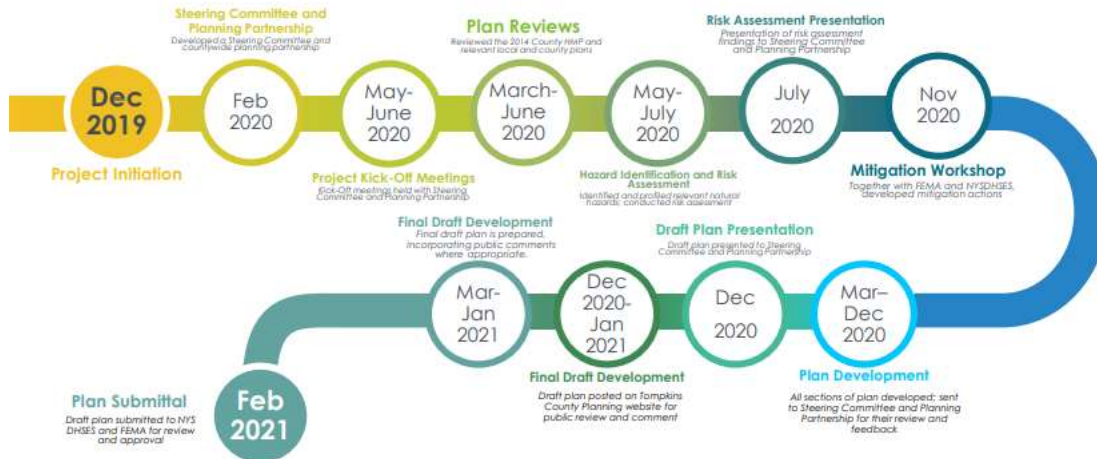 Steering Committee and
Planning Partnership
Developed a Steering Committee and
countywide planning partnership
Plan Reviews
Reviewed the 2014 County HMP and
relevant local and county plans
Risk Assessment Presentation
Presentation of risk assessment
findings to Steering Committee
and Planning Partnership
Dec
2019
Feb
2020
May-
June
2020
March-
June
2020
May-
July
2020
July
2020
Nov
2020
Project Initiation
Project Kick-Off Meetings
Kick-Off meetings held with Steering
Committee and Planning Partnership
Hazard Identification and Risk
Assessment
Identified and profiled relevant natural
hazards; conducted risk assessment
Mitigation Workshop
Together with FEMA and NYSDHSES,
developed mitigation actions
Final Draft Development
Final draft plan is prepared,
incorporating public comments
where appropriate.
Draft Plan Presentation
Draft plan presented to Steering
Committee and Planning Partnership
Mar-
Jan
2021
Dec
2020-
Jan
2021
Dec
2020
Mar–
Dec
2020
Final Draft Development
Draft plan posted on Tompkins
County Planning website for
public review and comment
Plan Development
All sections of plan developed; sent
to Steering Committee and Planning
Partnership for their review and
feedback
Plan Submittal
Draft plan submitted to NYS
DHSES and FEMA for review
and approval
Feb
2021